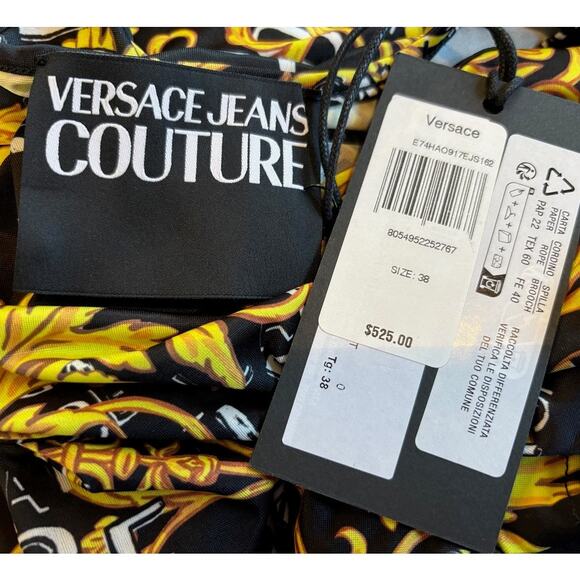 VERSACE JEANS
COUTURE
Versace
E74HAO917EJS162
8054952252767
SIZE: 38
$525.00
Tg: 38
CARTA CORDINO SPILLA
PAPER ROPE BROOCH
PAP 22 TEX 60 FE 40
RACCOLTA DIFFERENZIATA
VERIFICA LE DISPOSIZIONI
DEL TUO COMUNE